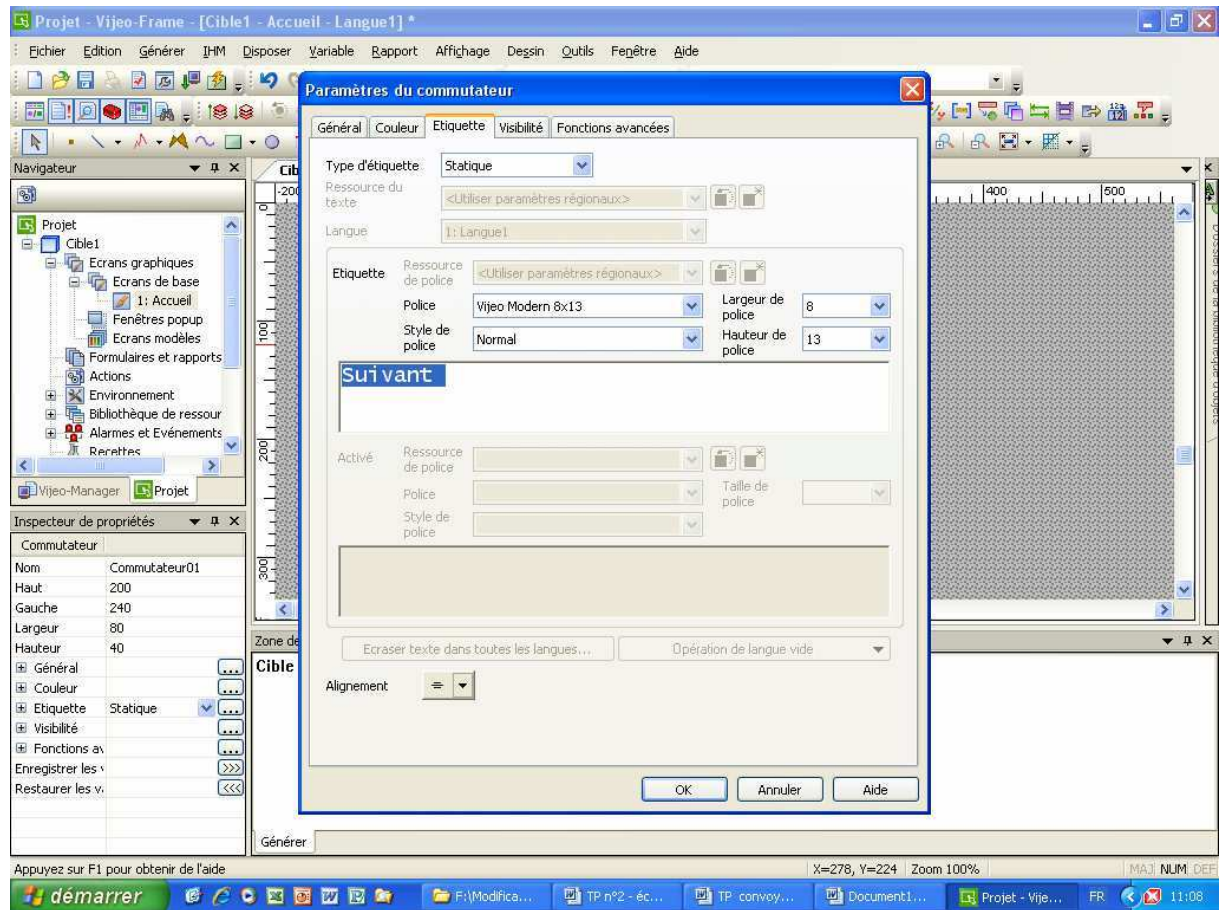 Projet - Vijeo-Frame - [Cible1 - Accueil - Langue1] *
Fichier Edition Générer IHM Disposer Variable Rapport Affichage Dessin Outils Fenêtre Aide
Navigateur
Projet
Cible1
Ecrans graphiques
Ecrans de base
1: Accueil
Fenêtres popup
Ecrans modèles
Formulaires et rapports
Actions
Environnement
Bibliothèque de ressour
Alarmes et Evénements
Recettes
Vijeo-Manager Projet
Inspecteur de propriétés
Commutateur
Nom Commutateur01
Haut 200
Gauche 240
Largeur 80
Hauteur 40
Général ...
Couleur ...
Etiquette Statique ...
Visibilité ...
Fonctions av ...
Enregistrer les v >>>
Restaurer les v <<<
Cib
-200
400
500
100
200
300
Paramètres du commutateur
Général Couleur Etiquette Visibilité Fonctions avancées
Type d'étiquette Statique
Ressource du texte <Utiliser paramètres régionaux>
Langue 1: Langue1
Etiquette
Ressource de police <Utiliser paramètres régionaux>
Police Vijeo Modern 8x13 Largeur de police 8
Style de police Normal Hauteur de police 13
Suivant
Activé
Ressource de police
Police Taille de police
Style de police
Ecraser texte dans toutes les langues... Opération de langue vide
Alignement
OK Annuler Aide
Zone de
Cible
Générer
Appuyez sur F1 pour obtenir de l'aide X=278, Y=224 Zoom 100% MAJ NUM DEF
démarrer F:\Modifica... TP n°2 - éc... TP convoy... Document1... Projet - Vije... FR 11:08